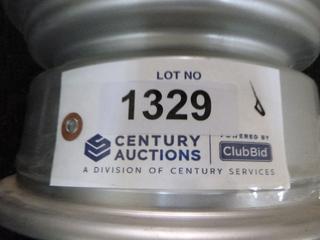 LOT NO
1329
CENTURY AUCTIONS
POWERED BY
ClubBid
A DIVISION OF CENTURY SERVICES